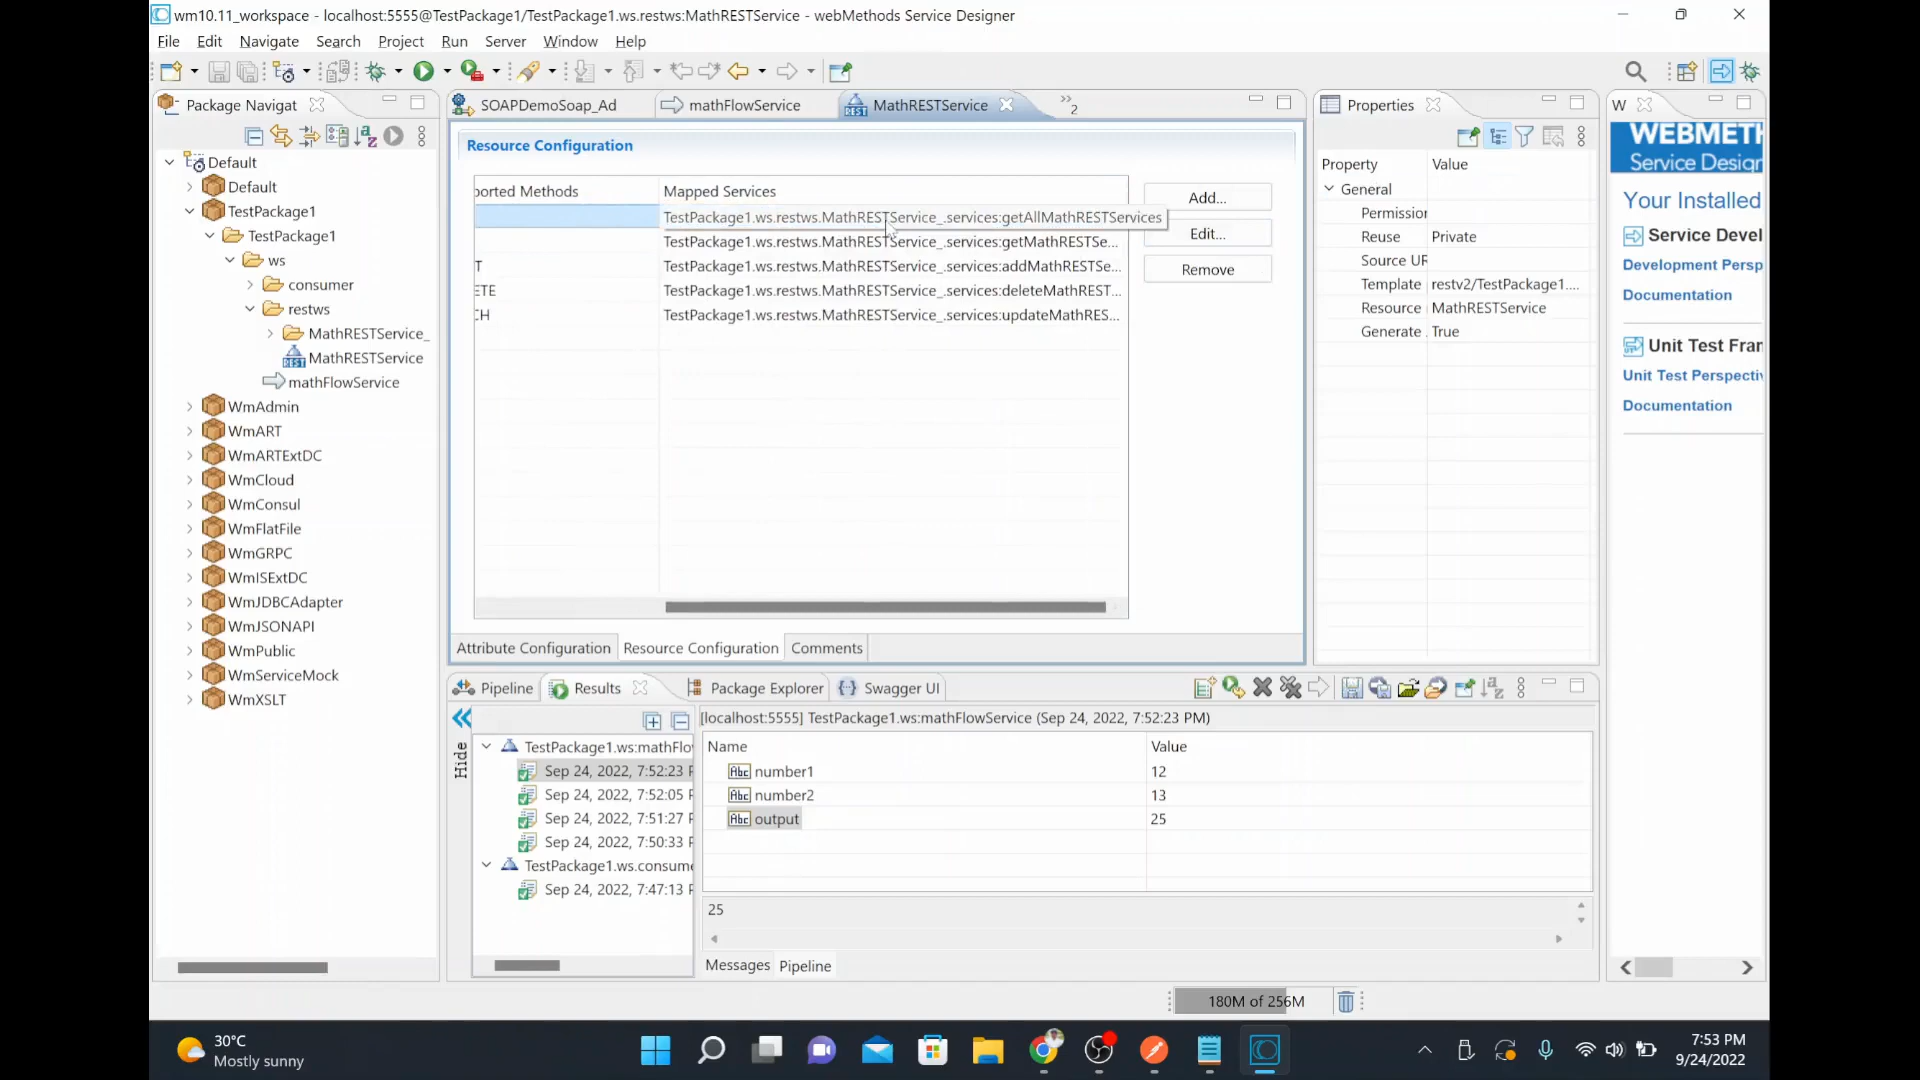 wm10.11_workspace - localhost:5555@TestPackage1/TestPackage1.ws.restws:MathRESTService - webMethods Service Designer
File Edit Navigate Search Project Run Server Window Help
Package Navigat
Default
Default
TestPackage1
TestPackage1
ws
consumer
restws
MathRESTService_
MathRESTService
mathFlowService
WmAdmin
WmART
WmARTExtDC
WmCloud
WmConsul
WmFlatFile
WmGRPC
WmISExtDC
WmJDBCAdapter
WmJSONAPI
WmPublic
WmServiceMock
WmXSLT
SOAPDemoSoap_Ad mathFlowService MathRESTService »2
Resource Configuration
ported Methods Mapped Services
TestPackage1.ws.restws.MathRESTService_.services:getAllMathRESTServices
TestPackage1.ws.restws.MathRESTService_.services:getMathRESTSe...
T TestPackage1.ws.restws.MathRESTService_.services:addMathRESTSe...
ETE TestPackage1.ws.restws.MathRESTService_.services:deleteMathREST...
CH TestPackage1.ws.restws.MathRESTService_.services:updateMathRES...
Add...
Edit...
Remove
Attribute Configuration Resource Configuration Comments
Properties
Property Value
General
Permission
Reuse Private
Source UR
Template restv2/TestPackage1....
Resource MathRESTService
Generate . True
W
WEBMETH
Service Desig
Your Installed
Service Devel
Development Persp
Documentation
Unit Test Fra
Unit Test Perspecti
Documentation
Pipeline Results Package Explorer Swagger UI
Hide
TestPackage1.ws:mathFlo
Sep 24, 2022, 7:52:23 P
Sep 24, 2022, 7:52:05 P
Sep 24, 2022, 7:51:27 P
Sep 24, 2022, 7:50:33 P
TestPackage1.ws.consume
Sep 24, 2022, 7:47:13 P
[localhost:5555] TestPackage1.ws:mathFlowService (Sep 24, 2022, 7:52:23 PM)
Name Value
Abc number1 12
Abc number2 13
Abc output 25
25
Messages Pipeline
180M of 256M
30°C
Mostly sunny
7:53 PM
9/24/2022